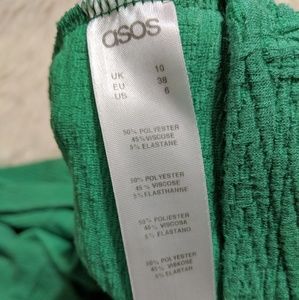 asos
UK 10
EU 38
US 6
50% POLYESTER
45% VISCOSE
5% ELASTANE
50% POLYESTER
45% VISCOSE
5% ELASTHANNE
50% POLIESTER
45% VISCOSA
5% ELASTANO
50% POLYESTER
45% VISKOSE
5% ELASTAN